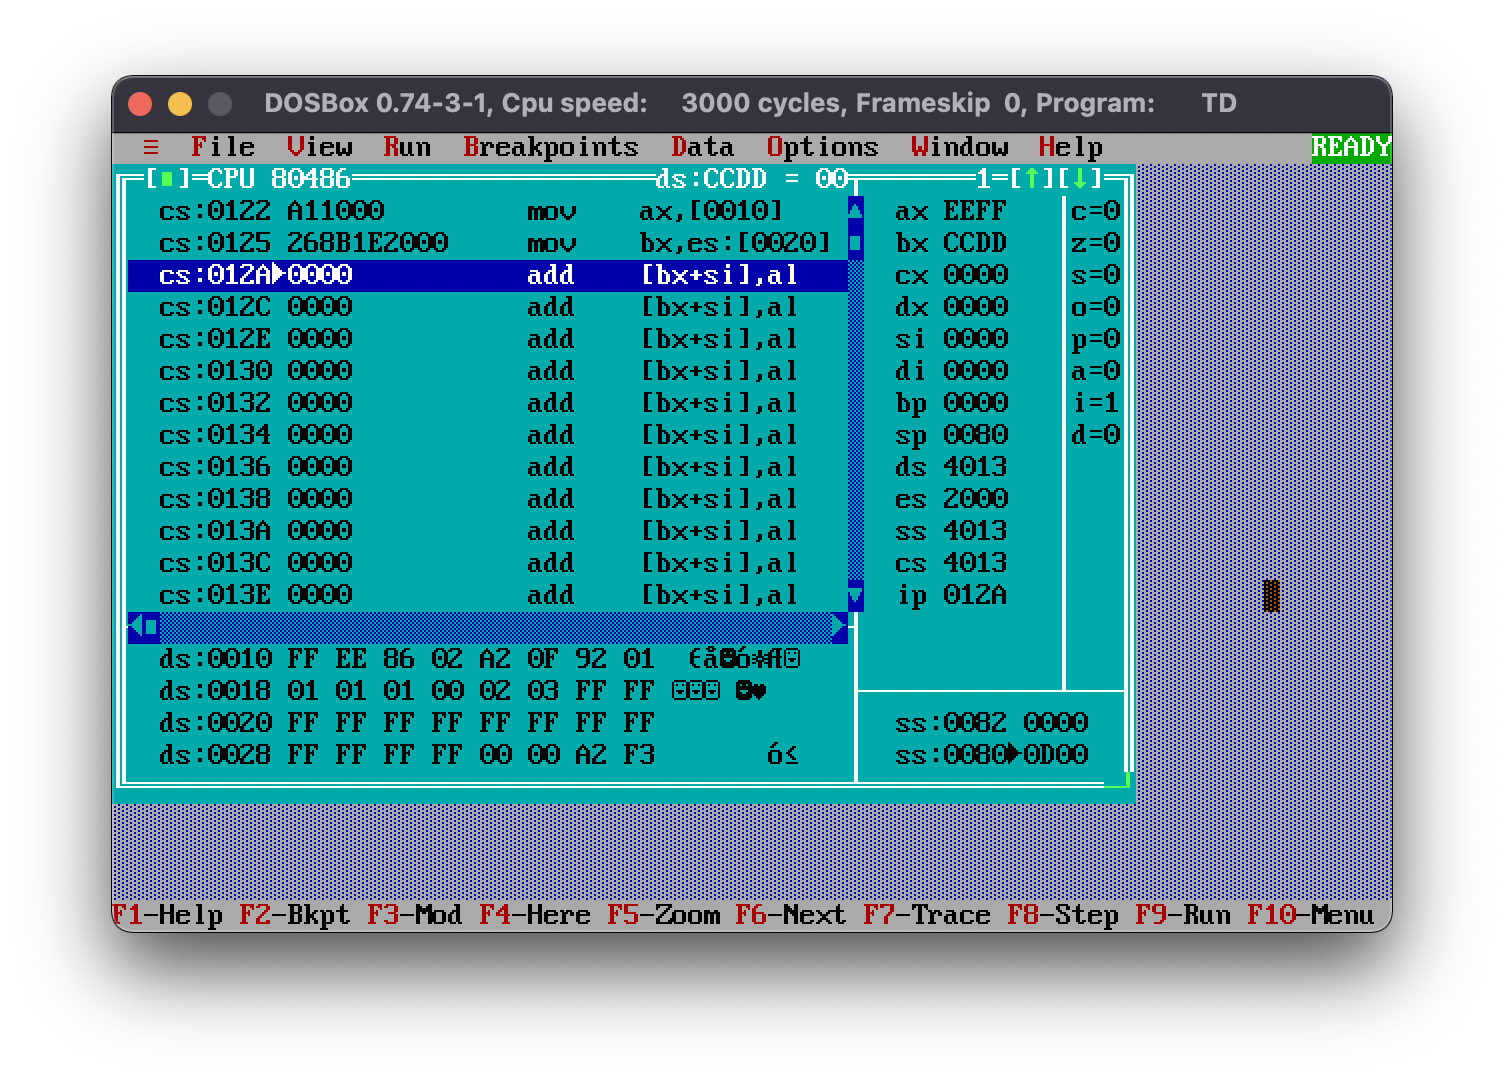 DOSBox 0.74-3-1, Cpu speed: 3000 cycles, Frameskip 0, Program: TD
≡ File View Run Breakpoints Data Options Window Help READY
[■]=CPU 80486 ds:CCDD = 00 1=[↑][↓]
cs:0122 A11000 mov ax,[0010]
cs:0125 268B1E2000 mov bx,es:[0020]
cs:012A►0000 add [bx+si],al
cs:012C 0000 add [bx+si],al
cs:012E 0000 add [bx+si],al
cs:0130 0000 add [bx+si],al
cs:0132 0000 add [bx+si],al
cs:0134 0000 add [bx+si],al
cs:0136 0000 add [bx+si],al
cs:0138 0000 add [bx+si],al
cs:013A 0000 add [bx+si],al
cs:013C 0000 add [bx+si],al
cs:013E 0000 add [bx+si],al
ax EEFF c=0
bx CCDD z=0
cx 0000 s=0
dx 0000 o=0
si 0000 p=0
di 0000 a=0
bp 0000 i=1
sp 0080 d=0
ds 4013
es 2000
ss 4013
cs 4013
ip 012A
ds:0010 FF EE 86 02 A2 0F 92 01
ds:0018 01 01 01 00 02 03 FF FF ☺☺☺ ☻♥
ds:0020 FF FF FF FF FF FF FF FF
ds:0028 FF FF FF FF 00 00 A2 F3 ó≤
ss:0082 0000
ss:0080►0D00
F1-Help F2-Bkpt F3-Mod F4-Here F5-Zoom F6-Next F7-Trace F8-Step F9-Run F10-Menu